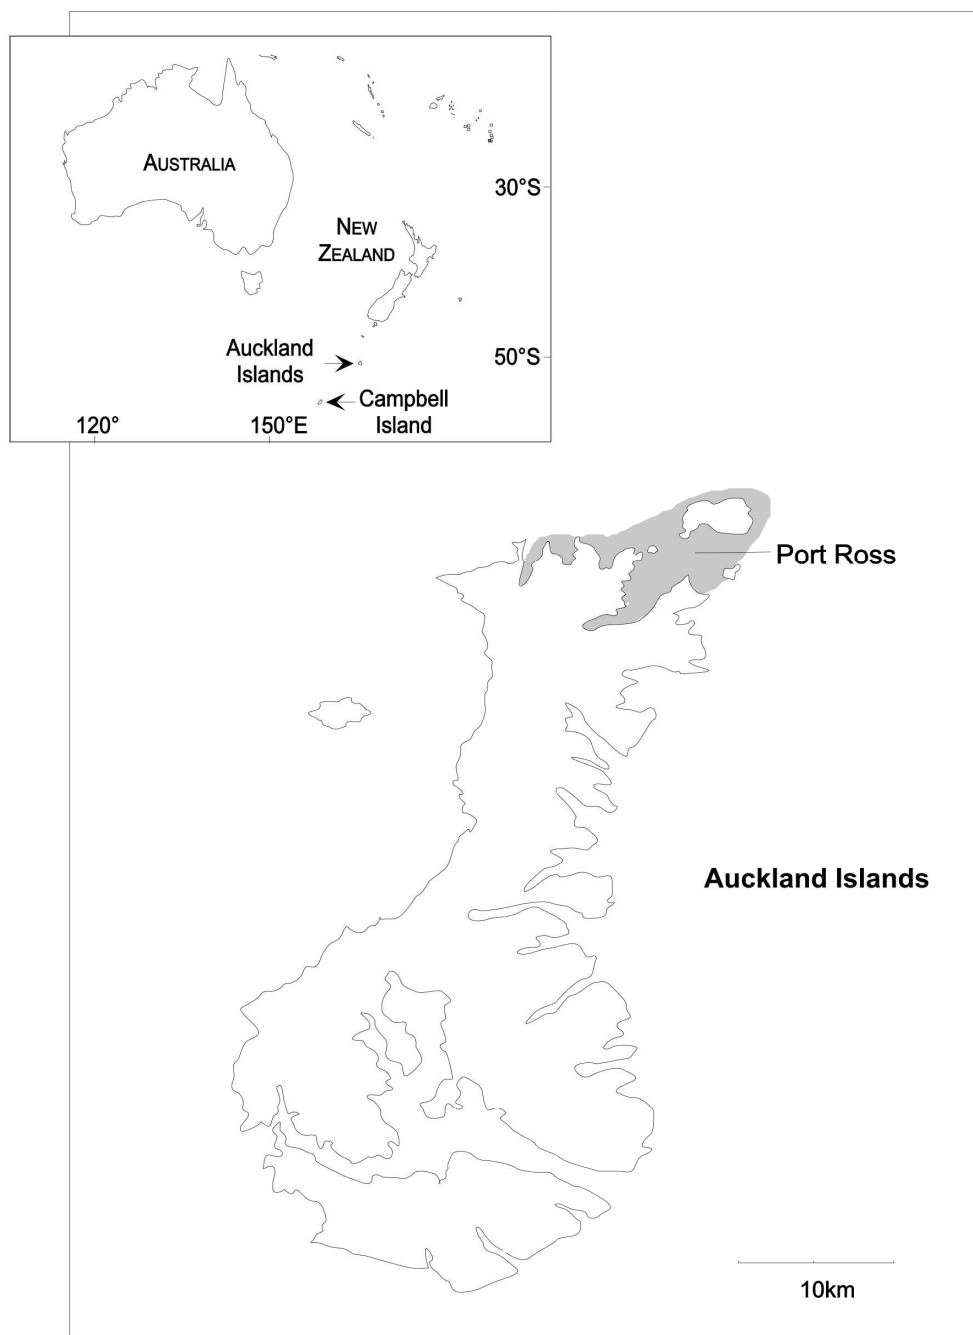 AUSTRALIA
30°S
NEW
ZEALAND
Auckland
Islands
50°S
Campbell
Island
120°
150°E
Port Ross
Auckland Islands
10km